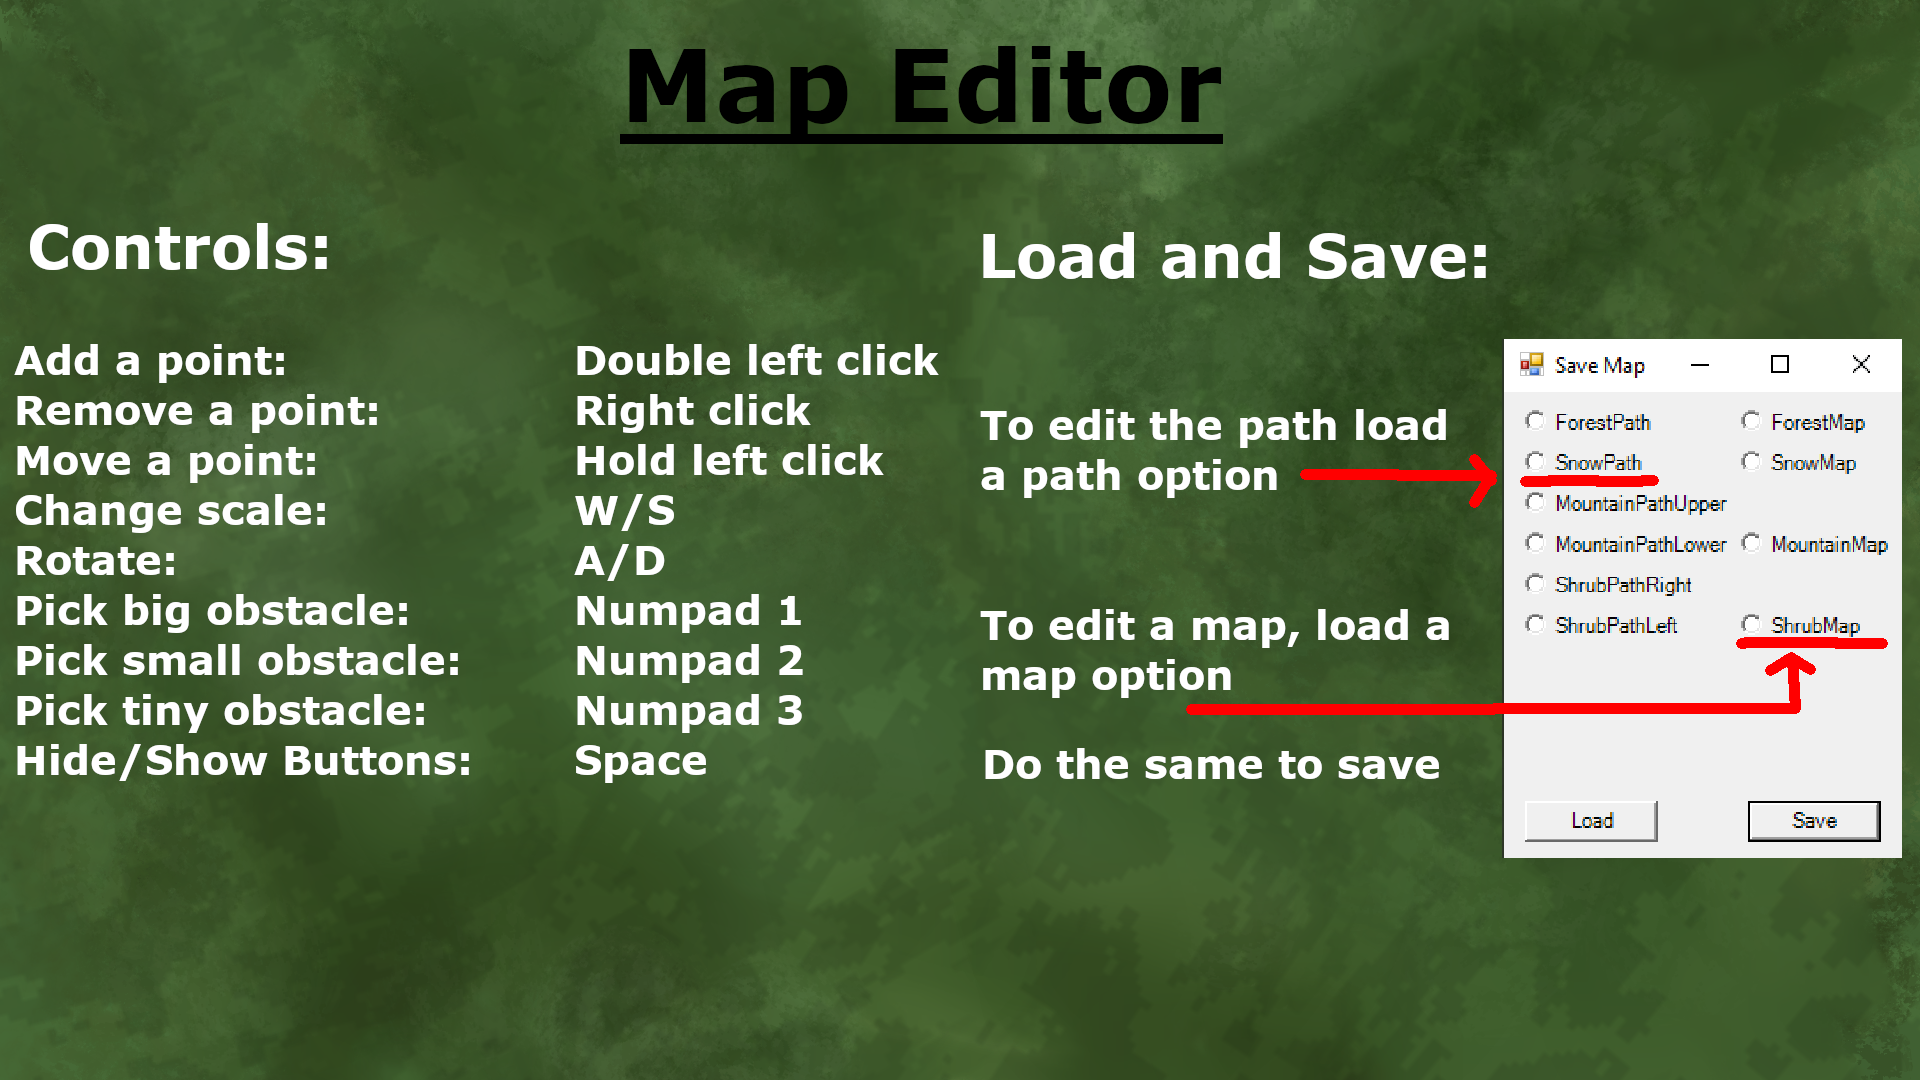 Map Editor
Controls:
Add a point: Double left click
Remove a point: Right click
Move a point: Hold left click
Change scale: W/S
Rotate: A/D
Pick big obstacle: Numpad 1
Pick small obstacle: Numpad 2
Pick tiny obstacle: Numpad 3
Hide/Show Buttons: Space
Load and Save:
To edit the path load
a path option
To edit a map, load a
map option
Do the same to save
Save Map
ForestPath ForestMap
SnowPath SnowMap
MountainPathUpper
MountainPathLower MountainMap
ShrubPathRight
ShrubPathLeft ShrubMap
Load Save